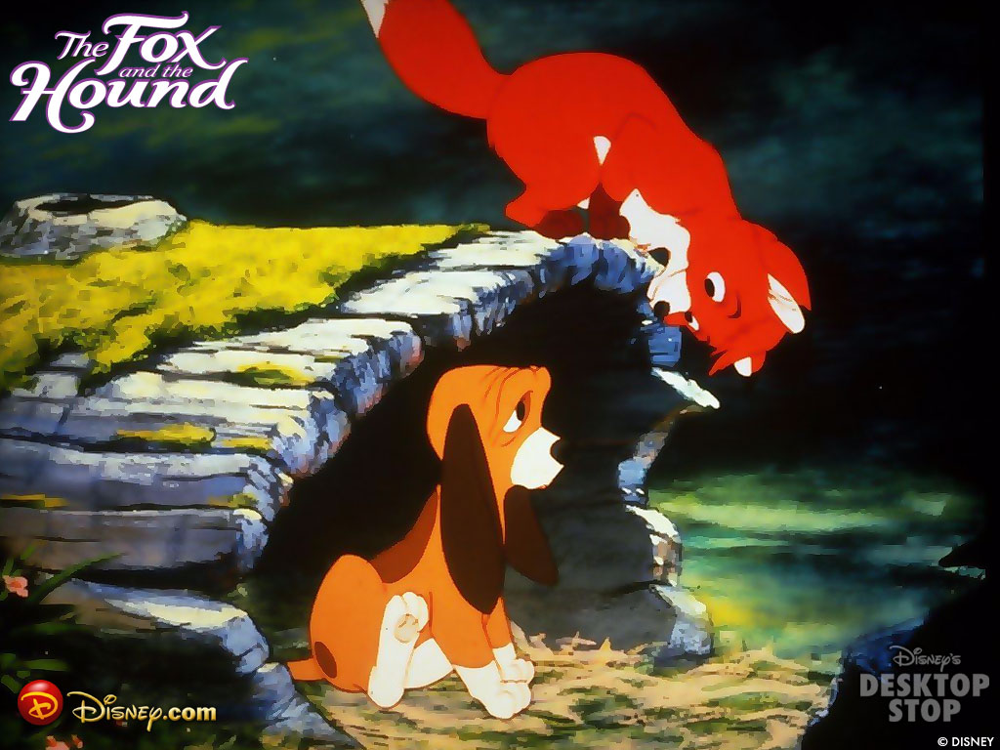 The Fox
and the
Hound
Disney.com
Disney's
DESKTOP
STOP
© DISNEY